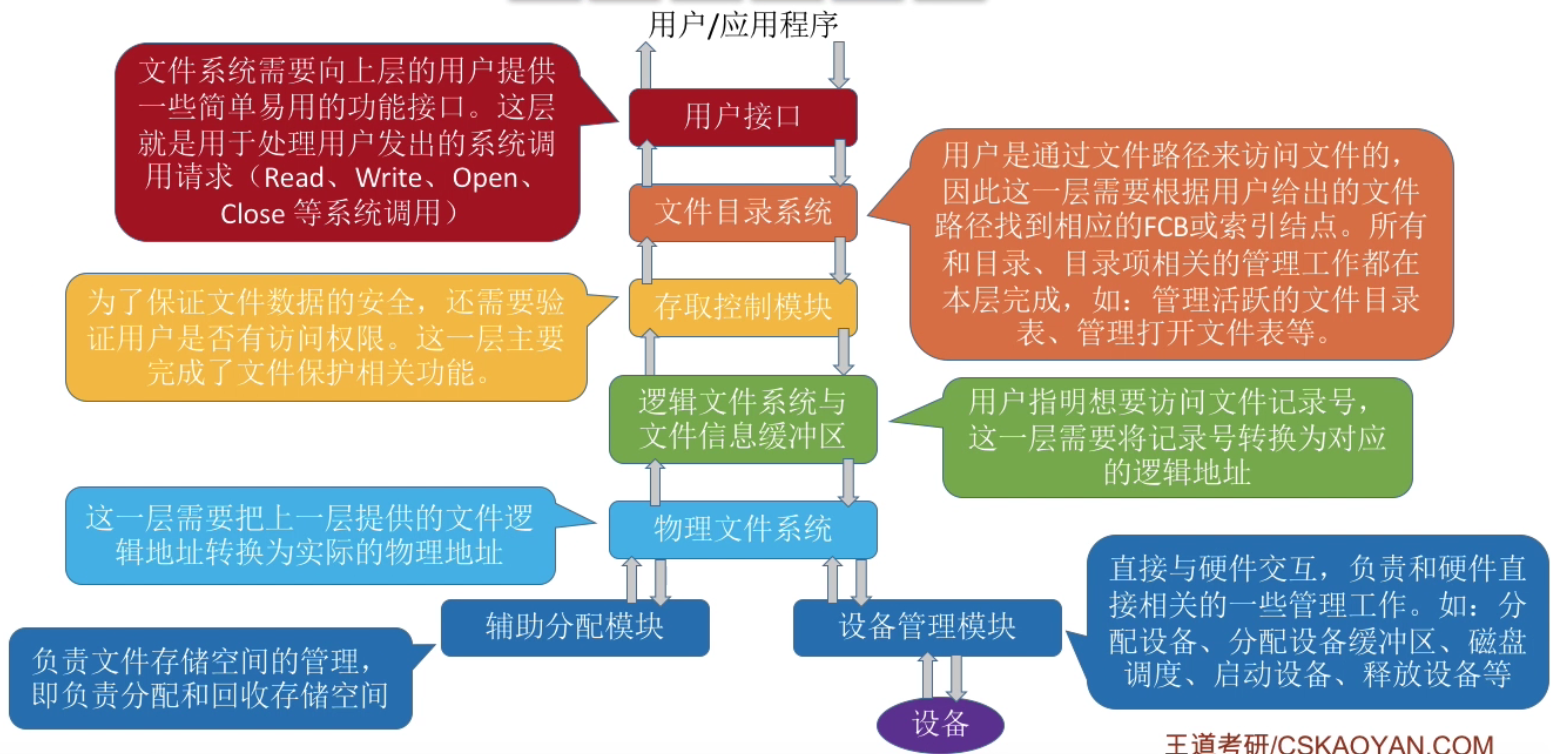 用户/应用程序
文件系统需要向上层的用户提供
一些简单易用的功能接口。这层
就是用于处理用户发出的系统调
用请求（Read、Write、Open、
Close 等系统调用）
用户接口
用户是通过文件路径来访问文件的，
因此这一层需要根据用户给出的文件
路径找到相应的FCB或索引结点。所有
和目录、目录项相关的管理工作都在
本层完成，如：管理活跃的文件目录
表、管理打开文件表等。
文件目录系统
为了保证文件数据的安全，还需要验
证用户是否有访问权限。这一层主要
完成了文件保护相关功能。
存取控制模块
逻辑文件系统与
文件信息缓冲区
用户指明想要访问文件记录号，
这一层需要将记录号转换为对应
的逻辑地址
这一层需要把上一层提供的文件逻
辑地址转换为实际的物理地址
物理文件系统
辅助分配模块
设备管理模块
直接与硬件交互，负责和硬件直
接相关的一些管理工作。如：分
配设备、分配设备缓冲区、磁盘
调度、启动设备、释放设备等
负责文件存储空间的管理，
即负责分配和回收存储空间
设备
王道考研/CSKAOYAN.COM